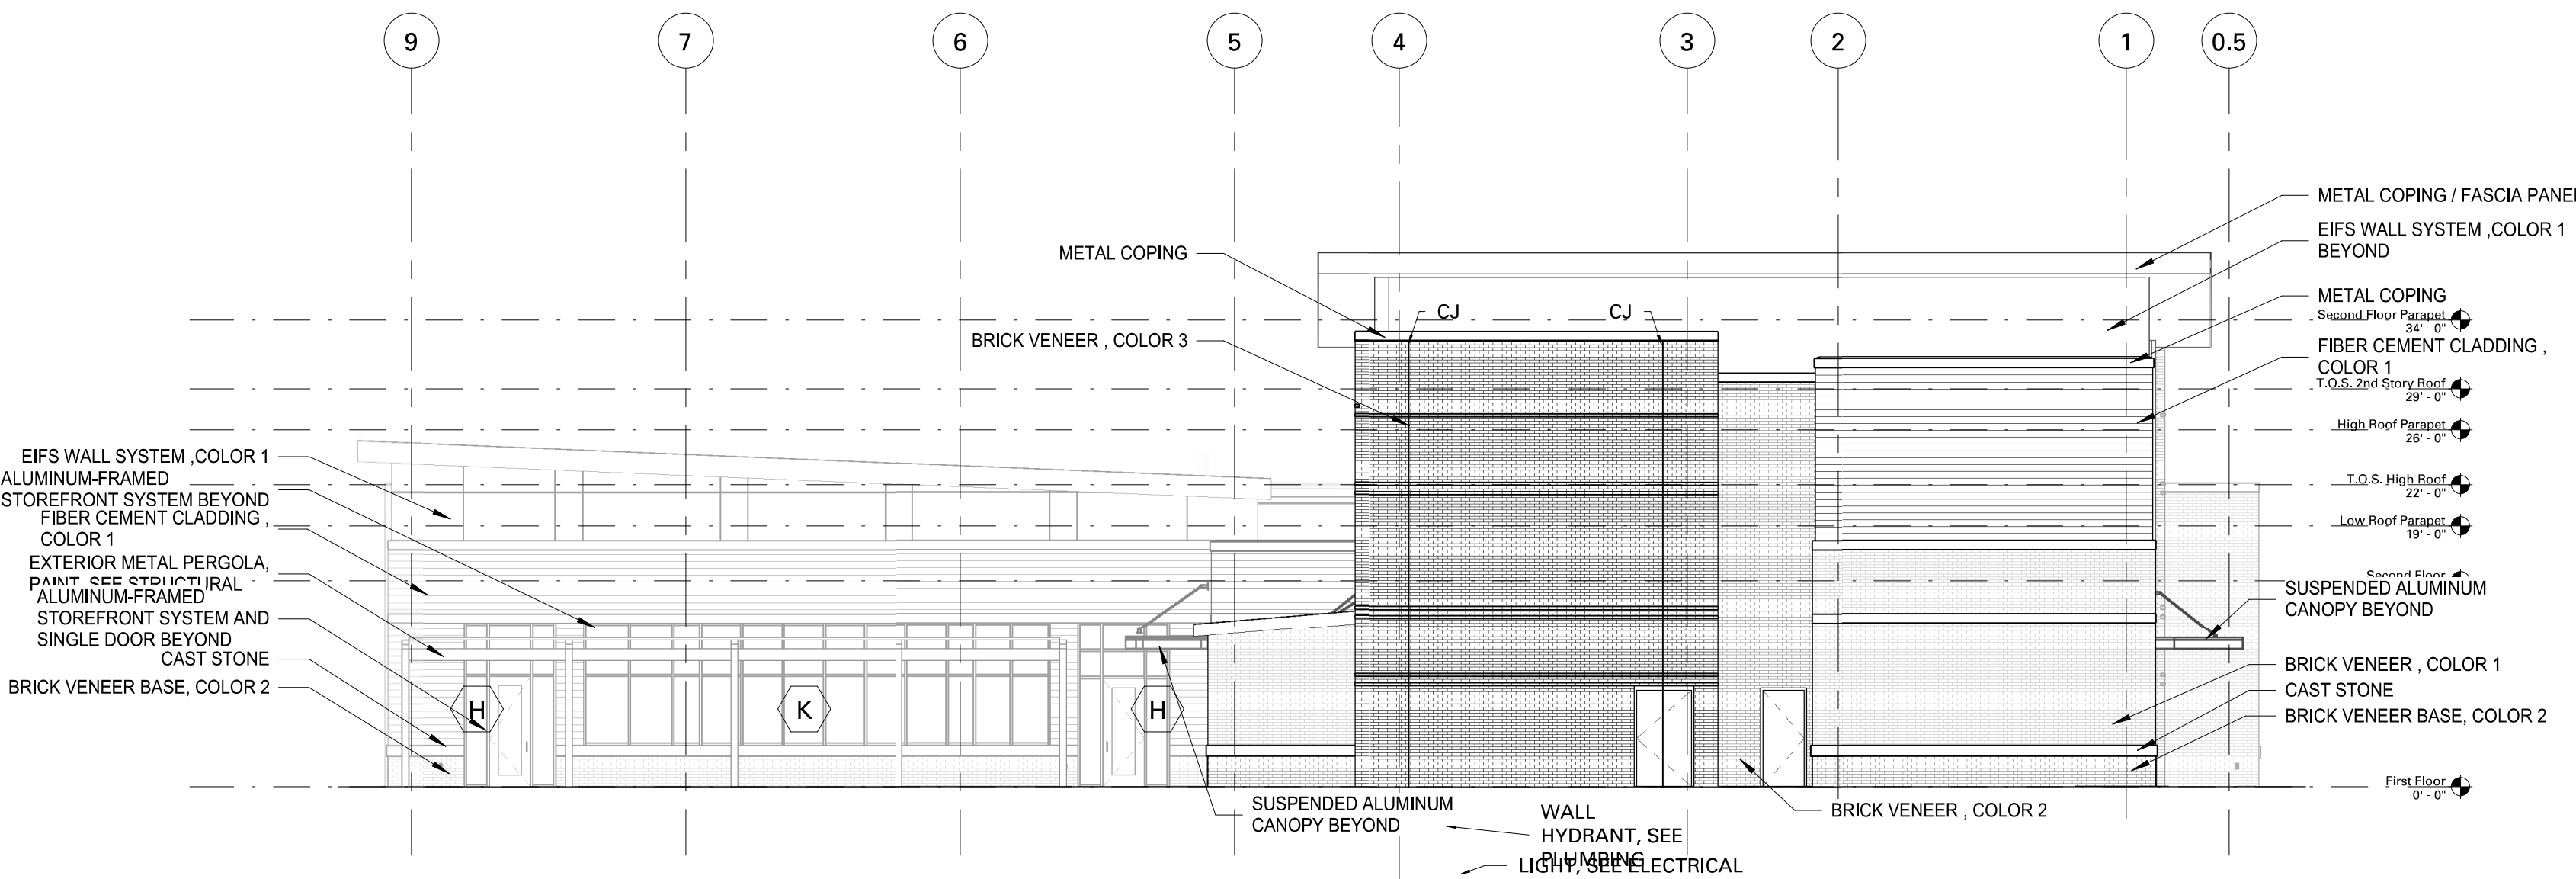 9
7
6
5
4
3
2
1
0.5
METAL COPING / FASCIA PANEL
EIFS WALL SYSTEM ,COLOR 1
BEYOND
METAL COPING
METAL COPING
Second Floor Parapet
34' - 0"
CJ
CJ
BRICK VENEER , COLOR 3
FIBER CEMENT CLADDING ,
COLOR 1
T.O.S. 2nd Story Roof
29' - 0"
High Roof Parapet
26' - 0"
EIFS WALL SYSTEM ,COLOR 1
ALUMINUM-FRAMED
STOREFRONT SYSTEM BEYOND
T.O.S. High Roof
22' - 0"
FIBER CEMENT CLADDING ,
COLOR 1
Low Roof Parapet
19' - 0"
EXTERIOR METAL PERGOLA,
PAINT, SEE STRUCTURAL
Second Floor
SUSPENDED ALUMINUM
CANOPY BEYOND
ALUMINUM-FRAMED
STOREFRONT SYSTEM AND
SINGLE DOOR BEYOND
CAST STONE
BRICK VENEER BASE, COLOR 2
H
K
H
BRICK VENEER , COLOR 1
CAST STONE
BRICK VENEER BASE, COLOR 2
First Floor
0' - 0"
SUSPENDED ALUMINUM
CANOPY BEYOND
WALL
HYDRANT, SEE
PLUMBING
LIGHT, SEE ELECTRICAL
BRICK VENEER , COLOR 2